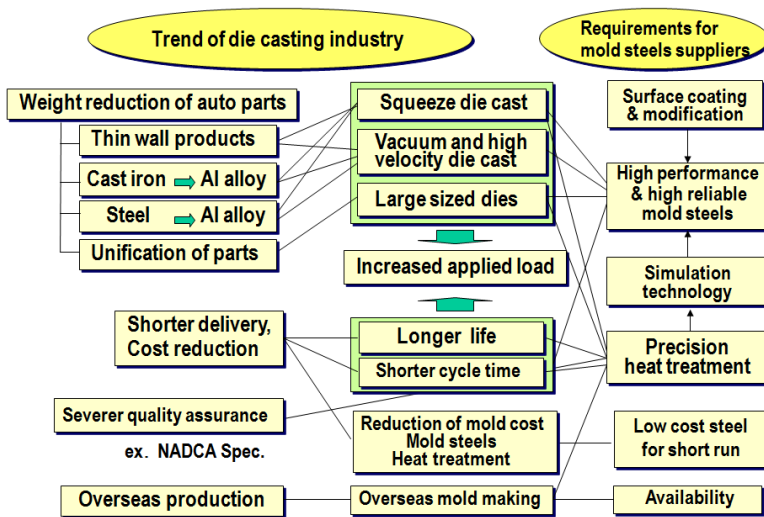 Trend of die casting industry
Requirements for
mold steels suppliers
Weight reduction of auto parts
Thin wall products
Cast iron Al alloy
Steel Al alloy
Unification of parts
Squeeze die cast
Vacuum and high
velocity die cast
Large sized dies
Increased applied load
Surface coating
& modification
High performance
& high reliable
mold steels
Simulation
technology
Precision
heat treatment
Shorter delivery,
Cost reduction
Longer life
Shorter cycle time
Severer quality assurance
ex. NADCA Spec.
Reduction of mold cost
Mold steels
Heat treatment
Low cost steel
for short run
Overseas production
Overseas mold making
Availability